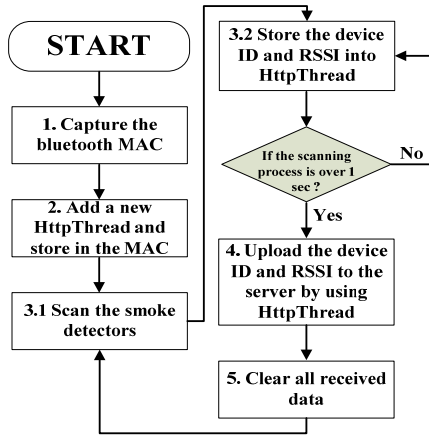 START
1. Capture the
bluetooth MAC
2. Add a new
HttpThread and
store in the MAC
3.1 Scan the smoke
detectors
3.2 Store the device
ID and RSSI into
HttpThread
If the scanning
process is over 1
sec ?
No
Yes
4. Upload the device
ID and RSSI to the
server by using
HttpThread
5. Clear all received
data